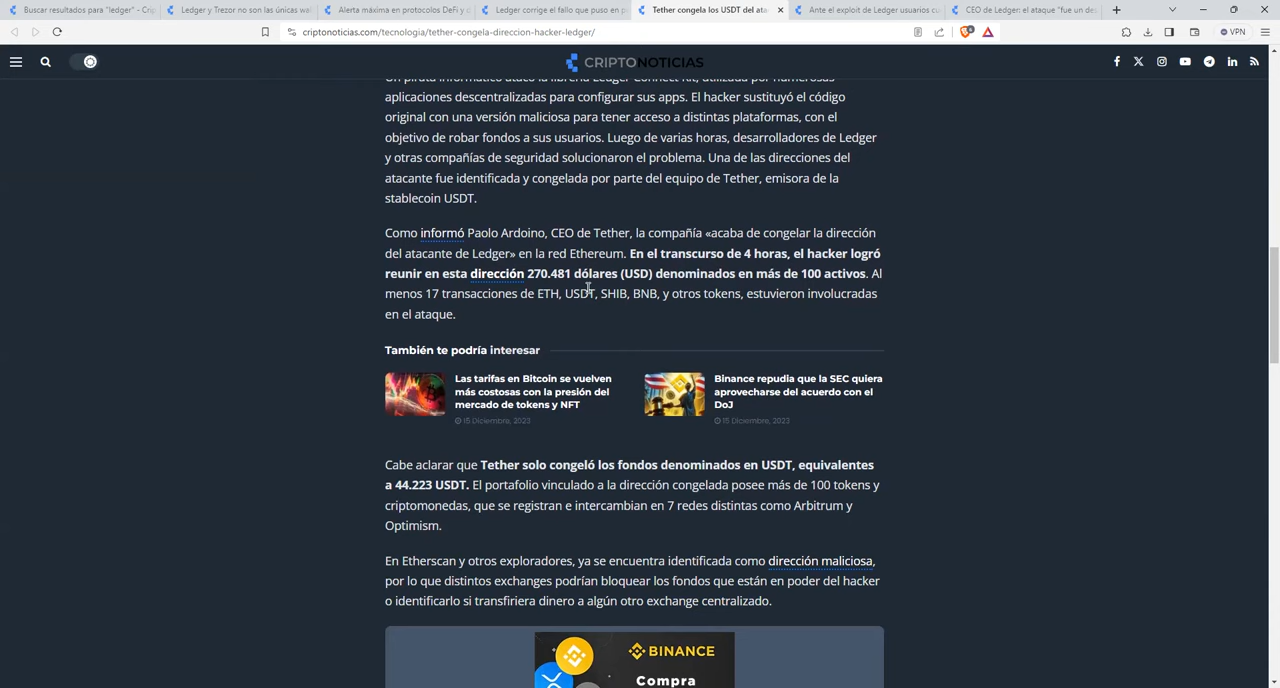 Buscar resultados para "ledger" - Crip
Ledger y Trezor no son las únicas wal
Alerta máxima en protocolos DeFi y d
Ledger corrige el fallo que puso en p
Tether congela los USDT del ata
Ante el exploit de Ledger usuarios cu
CEO de Ledger: el ataque "fue un des
criptonoticias.com/tecnologia/tether-congela-direccion-hacker-ledger/
VPN
CRIPTONOTICIAS
Un pirata informático atacó la librería Ledger Connect Kit, utilizada por numerosas
aplicaciones descentralizadas para configurar sus apps. El hacker sustituyó el código
original con una versión maliciosa para tener acceso a distintas plataformas, con el
objetivo de robar fondos a sus usuarios. Luego de varias horas, desarrolladores de Ledger
y otras compañías de seguridad solucionaron el problema. Una de las direcciones del
atacante fue identificada y congelada por parte del equipo de Tether, emisora de la
stablecoin USDT.
Como informó Paolo Ardoino, CEO de Tether, la compañía «acaba de congelar la dirección
del atacante de Ledger» en la red Ethereum. En el transcurso de 4 horas, el hacker logró
reunir en esta dirección 270.481 dólares (USD) denominados en más de 100 activos. Al
menos 17 transacciones de ETH, USDT, SHIB, BNB, y otros tokens, estuvieron involucradas
en el ataque.
También te podría interesar
Las tarifas en Bitcoin se vuelven
más costosas con la presión del
mercado de tokens y NFT
15 Diciembre, 2023
Binance repudia que la SEC quiera
aprovecharse del acuerdo con el
DoJ
15 Diciembre, 2023
Cabe aclarar que Tether solo congeló los fondos denominados en USDT, equivalentes
a 44.223 USDT. El portafolio vinculado a la dirección congelada posee más de 100 tokens y
criptomonedas, que se registran e intercambian en 7 redes distintas como Arbitrum y
Optimism.
En Etherscan y otros exploradores, ya se encuentra identificada como dirección maliciosa,
por lo que distintos exchanges podrían bloquear los fondos que están en poder del hacker
o identificarlo si transfiriera dinero a algún otro exchange centralizado.
BINANCE
Compra